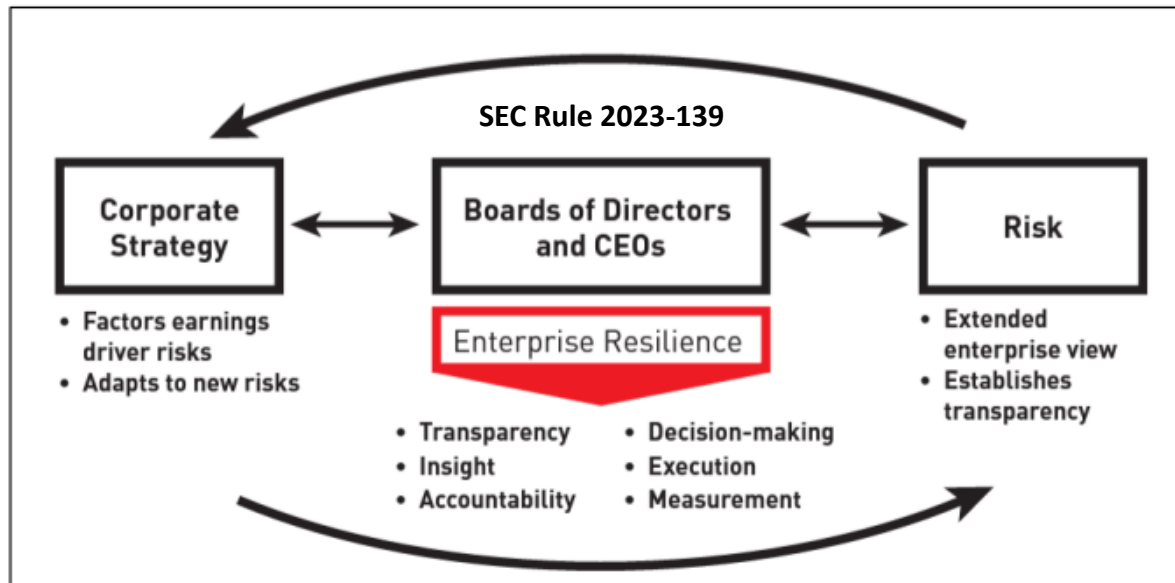 SEC Rule 2023-139
Corporate
Strategy
Boards of Directors
and CEOs
Risk
• Factors earnings
driver risks
• Adapts to new risks
Enterprise Resilience
• Transparency
• Insight
• Accountability
• Decision-making
• Execution
• Measurement
• Extended
enterprise view
• Establishes
transparency